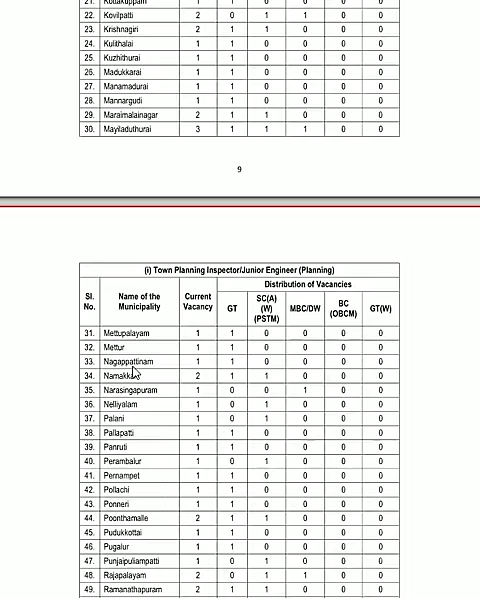 21. Kottakuppam 1 1 0 0 0 0
22. Kovilpatti 2 0 1 1 0 0
23. Krishnagiri 2 1 1 0 0 0
24. Kulithalai 1 1 0 0 0 0
25. Kuzhithurai 1 1 0 0 0 0
26. Madukkarai 1 1 0 0 0 0
27. Manamadurai 1 1 0 0 0 0
28. Mannargudi 1 1 0 0 0 0
29. Maraimalainagar 2 1 1 0 0 0
30. Mayiladuthurai 3 1 1 1 0 0
9
(i) Town Planning Inspector/Junior Engineer (Planning)
Sl. No. Name of the Municipality Current Vacancy Distribution of Vacancies
GT SC(A) (W) (PSTM) MBC/DW BC (OBCM) GT(W)
31. Mettupalayam 1 1 0 0 0 0
32. Mettur 1 1 0 0 0 0
33. Nagappattinam 1 1 0 0 0 0
34. Namakkal 2 1 1 0 0 0
35. Narasingapuram 1 0 0 1 0 0
36. Nelliyalam 1 0 1 0 0 0
37. Palani 1 0 1 0 0 0
38. Pallapatti 1 1 0 0 0 0
39. Panruti 1 1 0 0 0 0
40. Perambalur 1 0 1 0 0 0
41. Pernampet 1 1 0 0 0 0
42. Pollachi 1 1 0 0 0 0
43. Ponneri 1 1 0 0 0 0
44. Poonthamalle 2 1 1 0 0 0
45. Pudukkottai 1 1 0 0 0 0
46. Pugalur 1 1 0 0 0 0
47. Punjaipuliampatti 1 0 1 0 0 0
48. Rajapalayam 2 0 1 1 0 0
49. Ramanathapuram 2 1 1 0 0 0